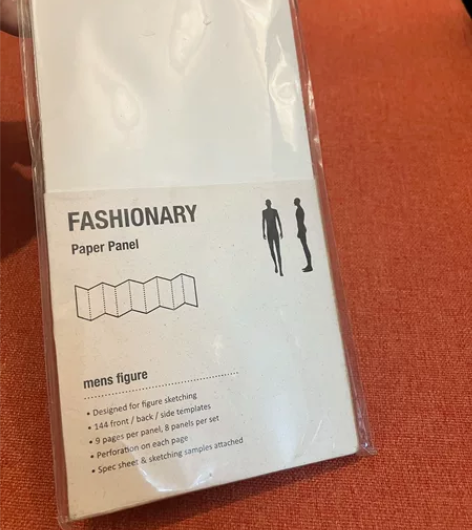 FASHIONARY
Paper Panel
mens figure
• Designed for figure sketching
• 144 front / back / side templates
• 9 pages per panel, 8 panels per set
• Perforation on each page
• Spec sheet & sketching samples attached